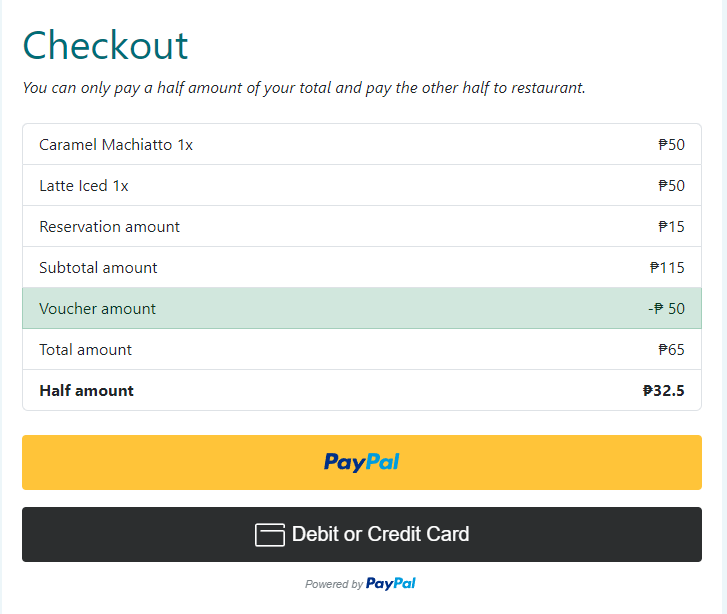 Checkout
You can only pay a half amount of your total and pay the other half to restaurant.
Caramel Machiatto 1x ₱50
Latte Iced 1x ₱50
Reservation amount ₱15
Subtotal amount ₱115
Voucher amount -₱ 50
Total amount ₱65
Half amount ₱32.5
PayPal
Debit or Credit Card
Powered by PayPal